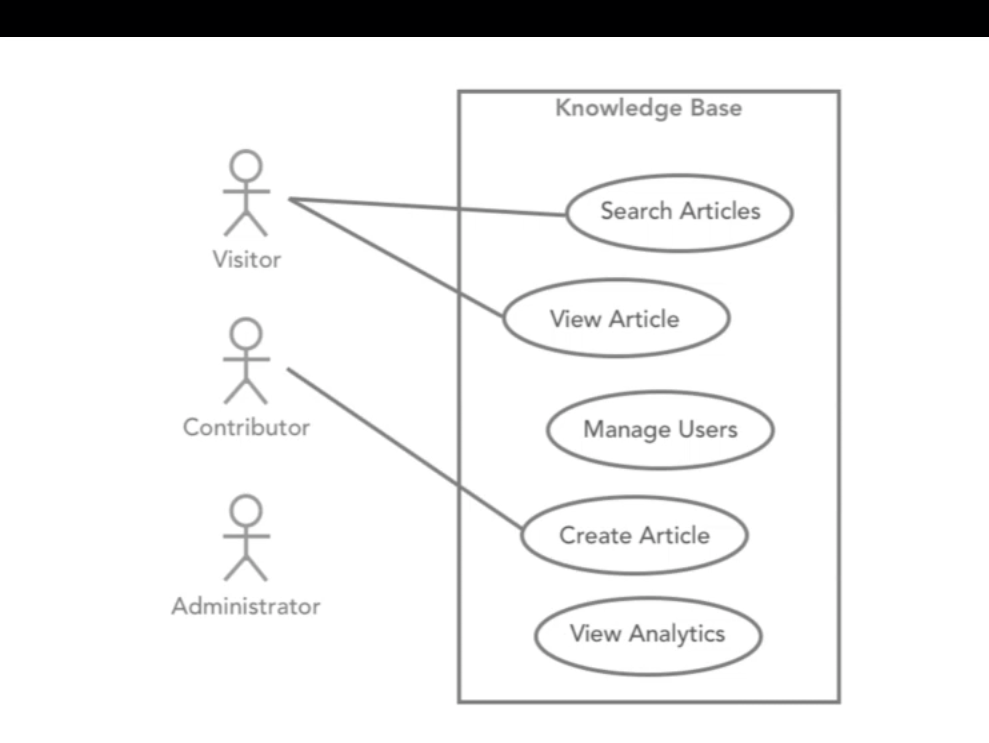 Knowledge Base
Search Articles
Visitor
View Article
Contributor
Manage Users
Create Article
Administrator
View Analytics